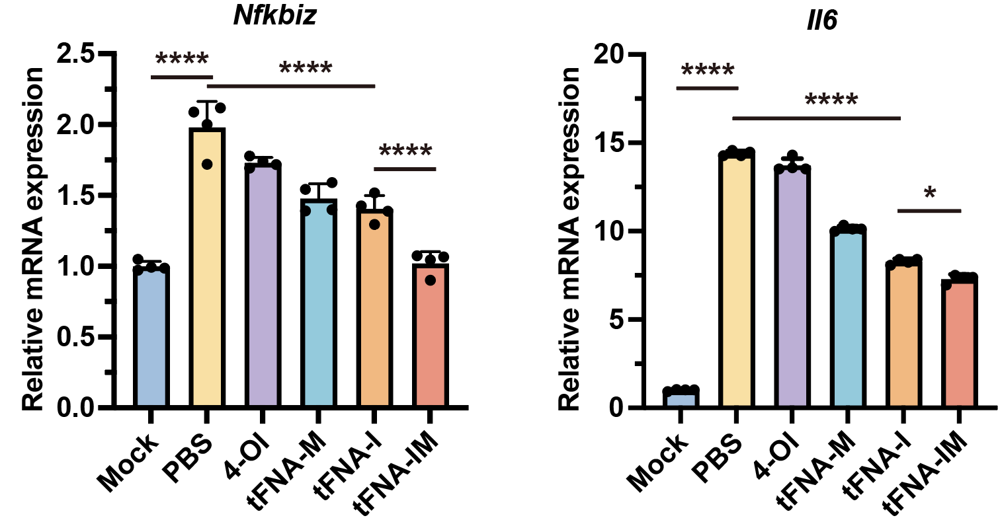 Nfkbiz
Relative mRNA expression
2.5
2.0
1.5
1.0
0.5
0.0
****
****
****
Mock
PBS
4-OI
tFNA-M
tFNA-I
tFNA-IM
Il6
Relative mRNA expression
20
15
10
5
0
****
****
*
Mock
PBS
4-OI
tFNA-M
tFNA-I
tFNA-IM